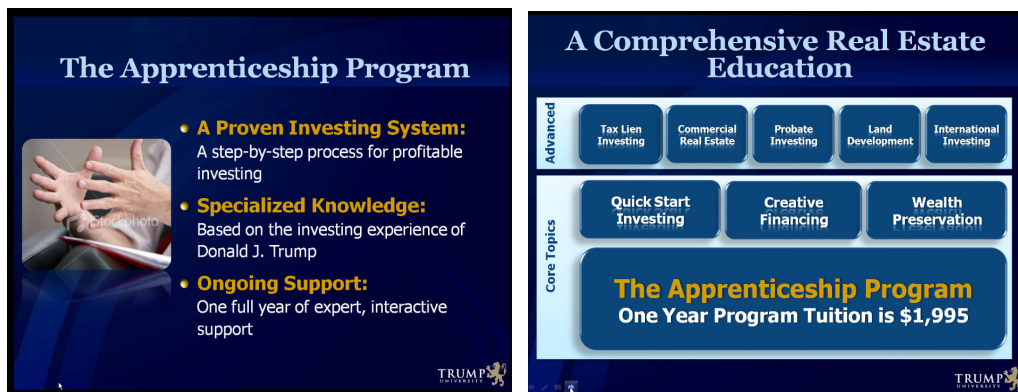 The Apprenticeship Program
A Proven Investing System:
A step-by-step process for profitable
investing
Specialized Knowledge:
Based on the investing experience of
Donald J. Trump
Ongoing Support:
One full year of expert, interactive
support
iStockphoto
TRUMP
UNIVERSITY
A Comprehensive Real Estate
Education
Advanced
Tax Lien
Investing
Commercial
Real Estate
Probate
Investing
Land
Development
International
Investing
Core Topics
Quick Start
Investing
Creative
Financing
Wealth
Preservation
The Apprenticeship Program
One Year Program Tuition is $1,995
TRUMP
UNIVERSITY